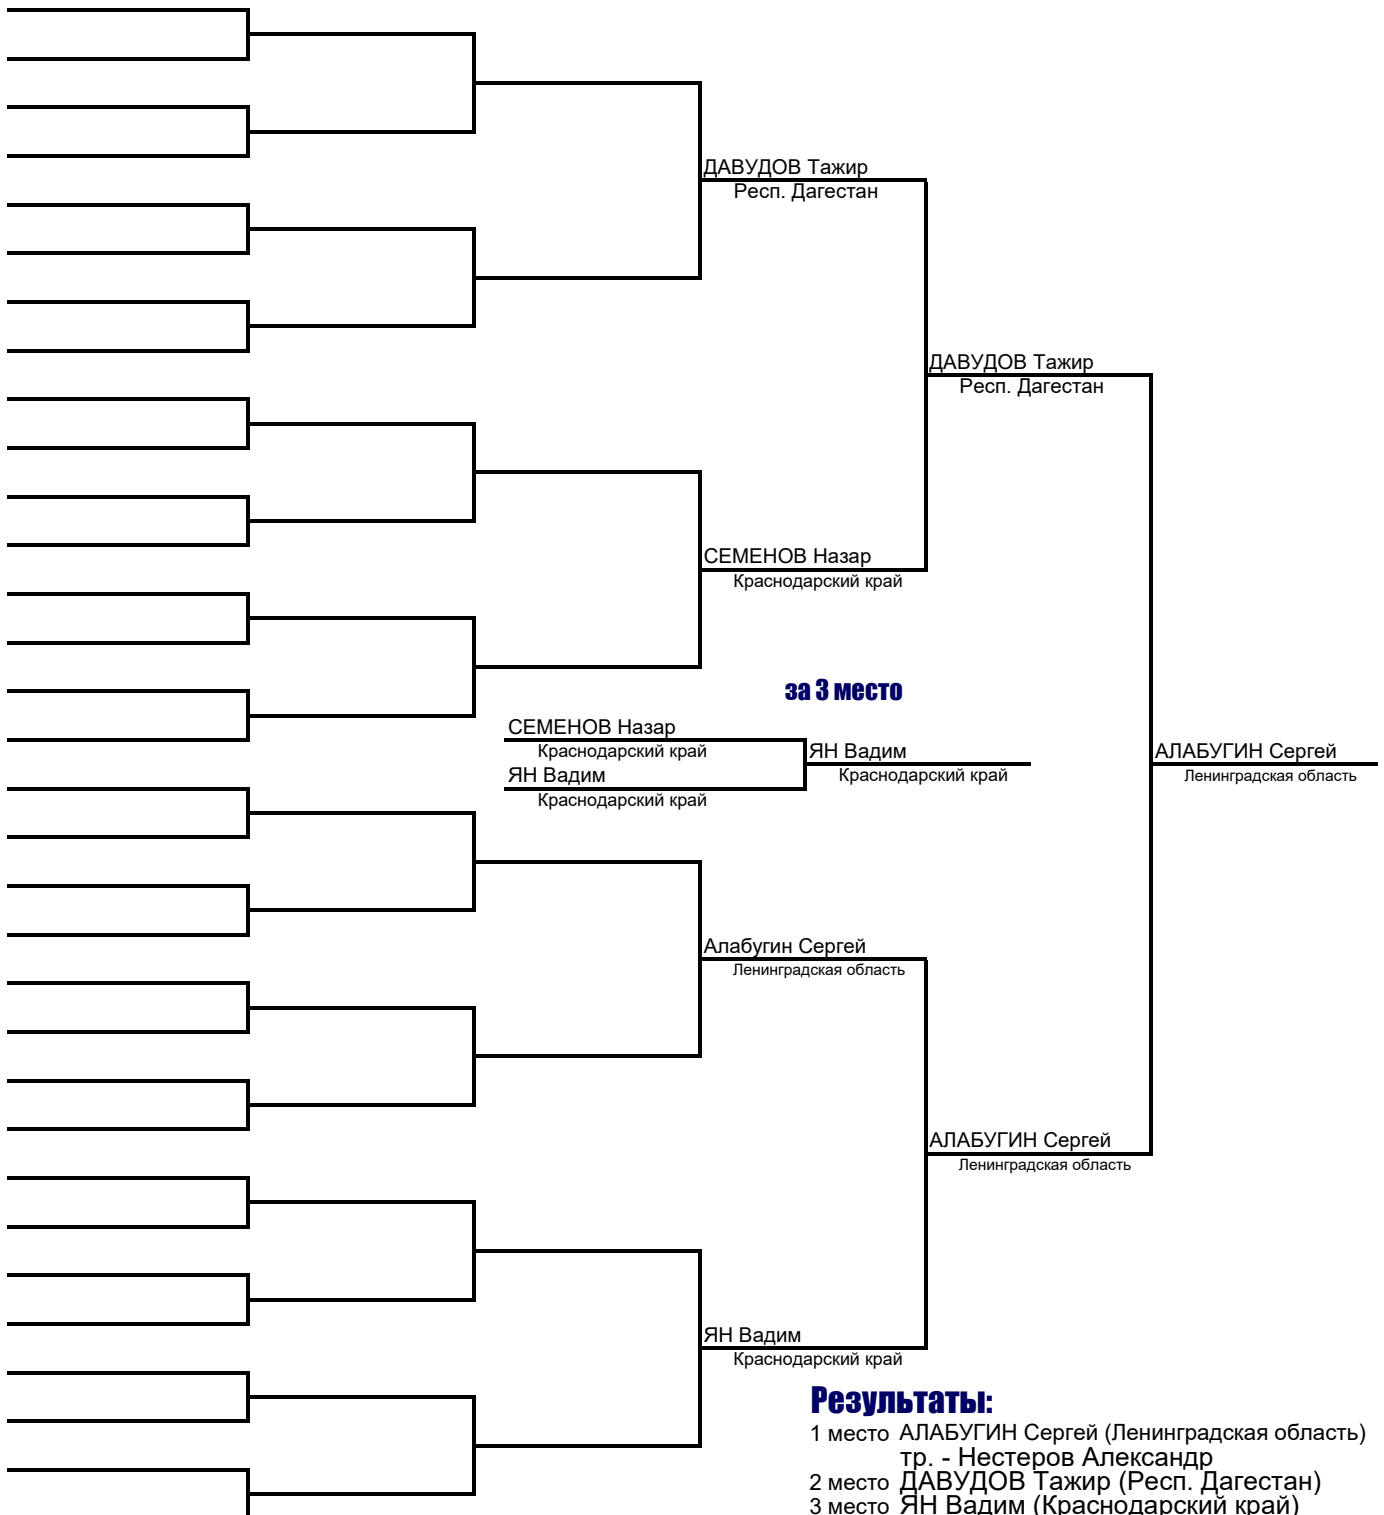 ДАВУДОВ Тажир
Респ. Дагестан
ДАВУДОВ Тажир
Респ. Дагестан
СЕМЕНОВ Назар
Краснодарский край
за 3 место
СЕМЕНОВ Назар
Краснодарский край
ЯН Вадим
Краснодарский край
ЯН Вадим
Краснодарский край
АЛАБУГИН Сергей
Ленинградская область
Алабугин Сергей
Ленинградская область
АЛАБУГИН Сергей
Ленинградская область
ЯН Вадим
Краснодарский край
Результаты:
1 место АЛАБУГИН Сергей (Ленинградская область)
тр. - Нестеров Александр
2 место ДАВУДОВ Тажир (Респ. Дагестан)
3 место ЯН Вадим (Краснодарский край)